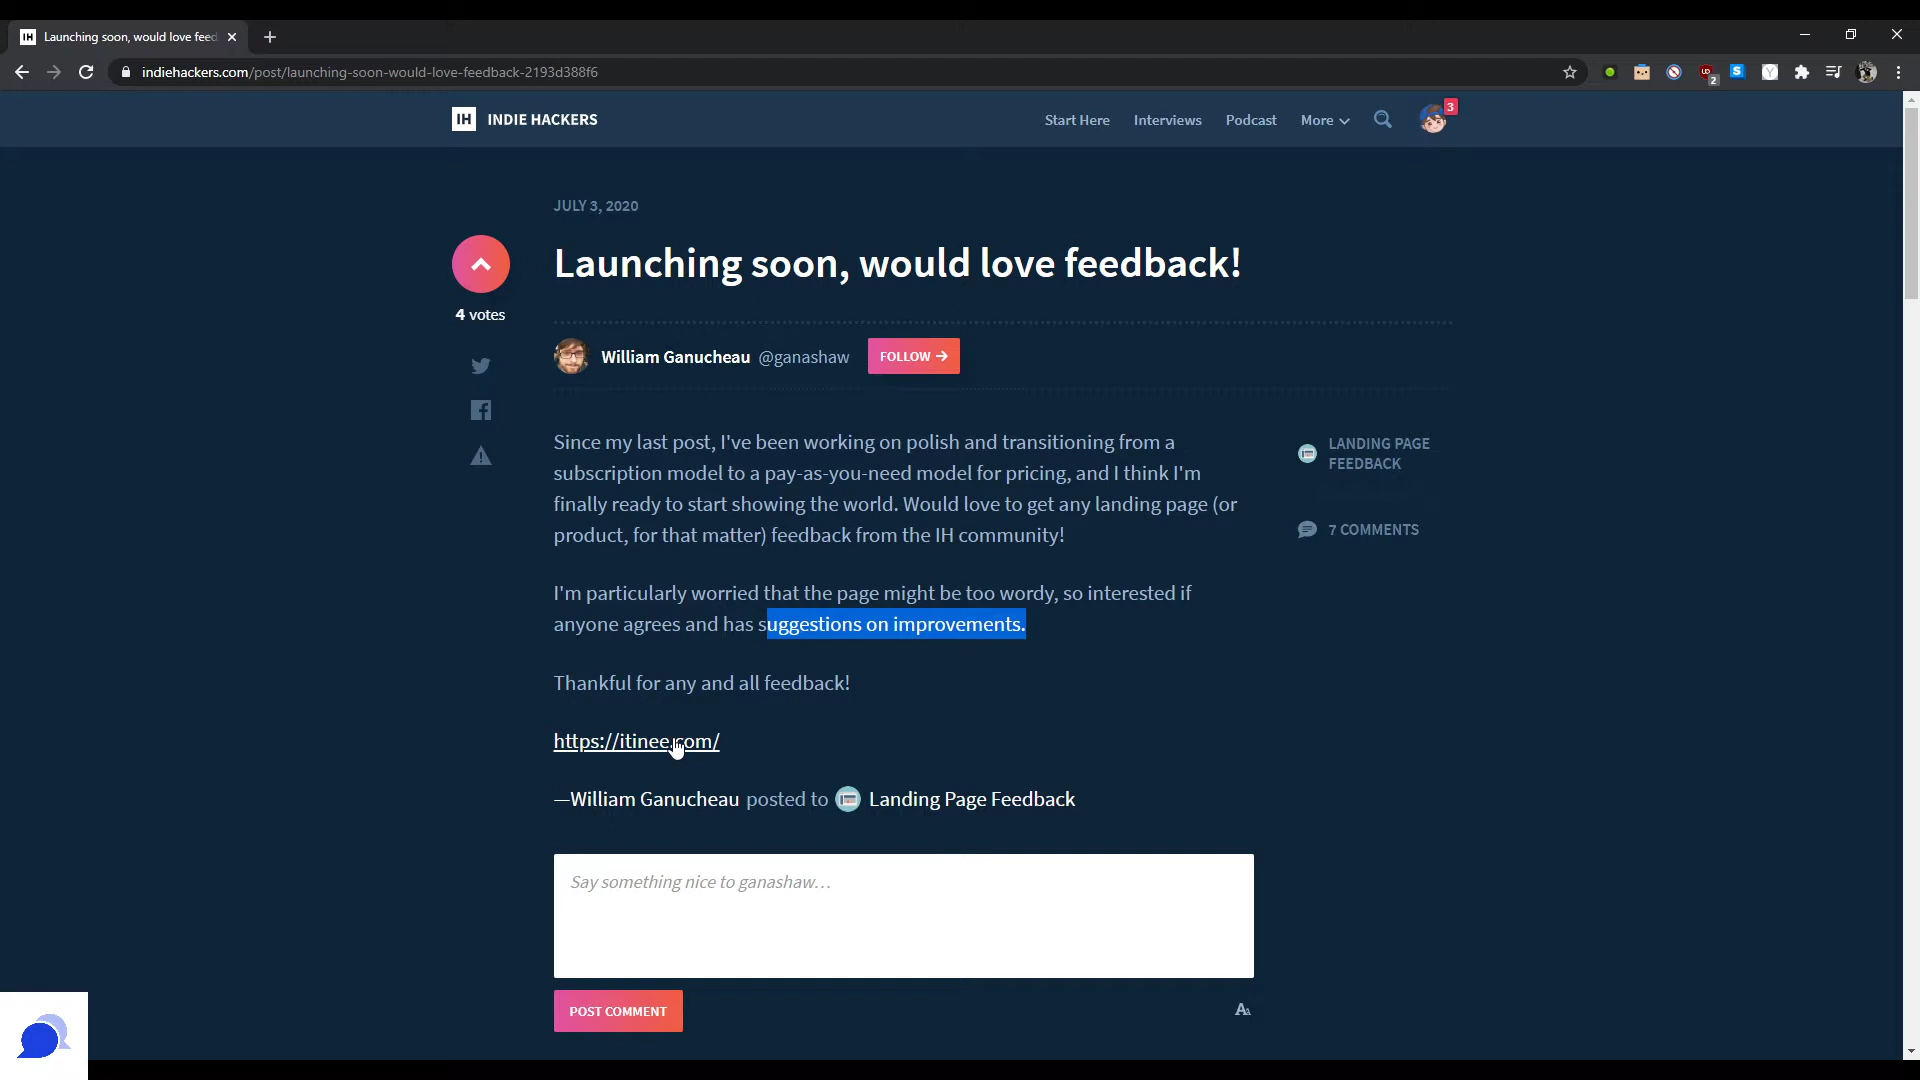 Launching soon, would love feed
indiehackers.com/post/launching-soon-would-love-feedback-2193d388f6
2
IH INDIE HACKERS
Start Here Interviews Podcast More
3
JULY 3, 2020
Launching soon, would love feedback!
4 votes
William Ganucheau @ganashaw FOLLOW →
Since my last post, I've been working on polish and transitioning from a
subscription model to a pay-as-you-need model for pricing, and I think I'm
finally ready to start showing the world. Would love to get any landing page (or
product, for that matter) feedback from the IH community!
LANDING PAGE
FEEDBACK
7 COMMENTS
I'm particularly worried that the page might be too wordy, so interested if
anyone agrees and has suggestions on improvements.
Thankful for any and all feedback!
https://itinee.com/
—William Ganucheau posted to Landing Page Feedback
Say something nice to ganashaw…
POST COMMENT